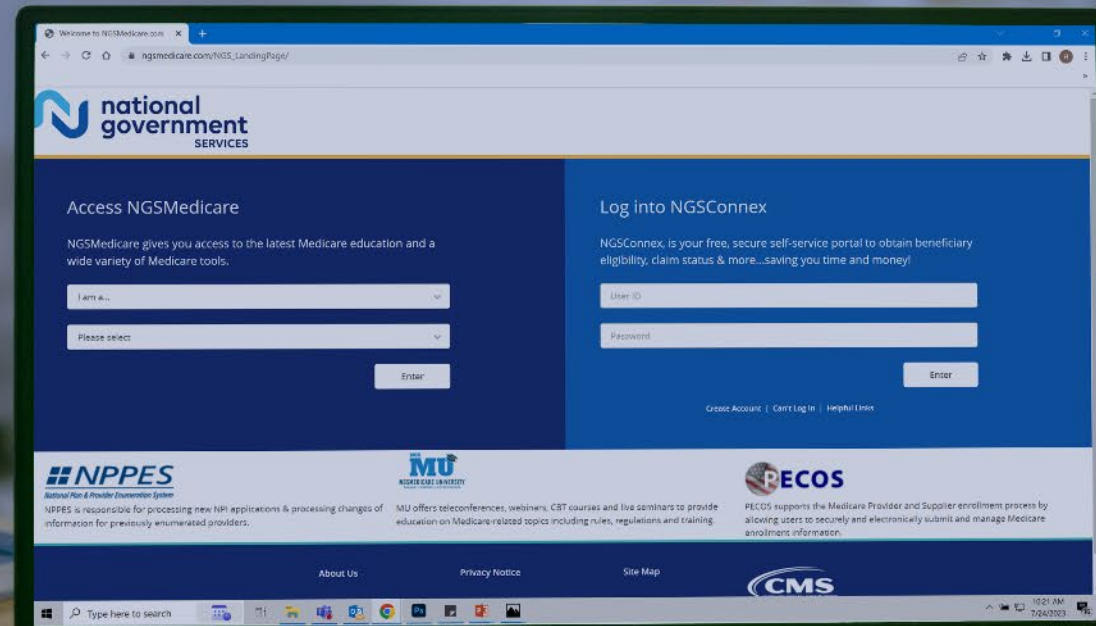 Welcome to NGSMedicare.com
ngsmedicare.com/NGS_LandingPage/
national
government
SERVICES
Access NGSMedicare
NGSMedicare gives you access to the latest Medicare education and a
wide variety of Medicare tools.
I am a...
Please select
Enter
Log into NGSConnex
NGSConnex, is your free, secure self-service portal to obtain beneficiary
eligibility, claim status & more...saving you time and money!
User ID
Password
Enter
Create Account | Can't Log In | Helpful Links
NPPES
National Plan & Provider Enumeration System
NPPES is responsible for processing new NPI applications & processing changes of
information for previously enumerated providers.
MU
NGSMEDICARE UNIVERSITY
MU offers teleconferences, webinars, CBT courses and live seminars to provide
education on Medicare-related topics including rules, regulations and training.
PECOS
PECOS supports the Medicare Provider and Supplier enrollment process by
allowing users to securely and electronically submit and manage Medicare
enrollment information.
About Us
Privacy Notice
Site Map
CMS
Type here to search
10:21 AM
7/24/2023